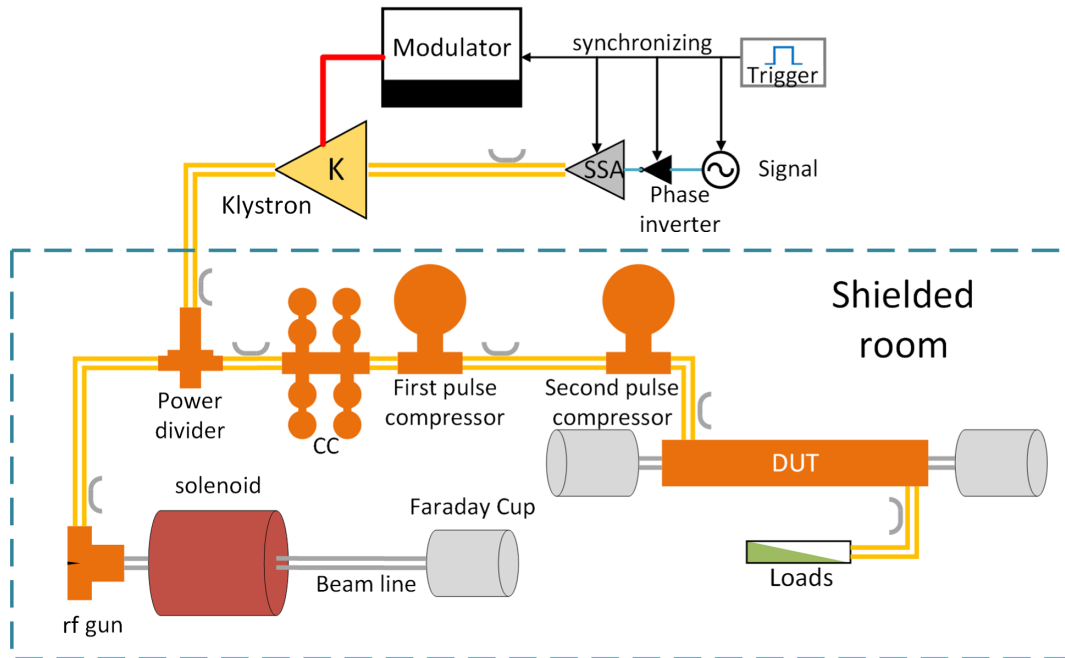 Modulator
synchronizing
Trigger
K
SSA
Signal
Klystron
Phase
inverter
Shielded
room
Power
divider
CC
First pulse
compressor
Second pulse
compressor
DUT
solenoid
Faraday Cup
Beam line
Loads
rf gun